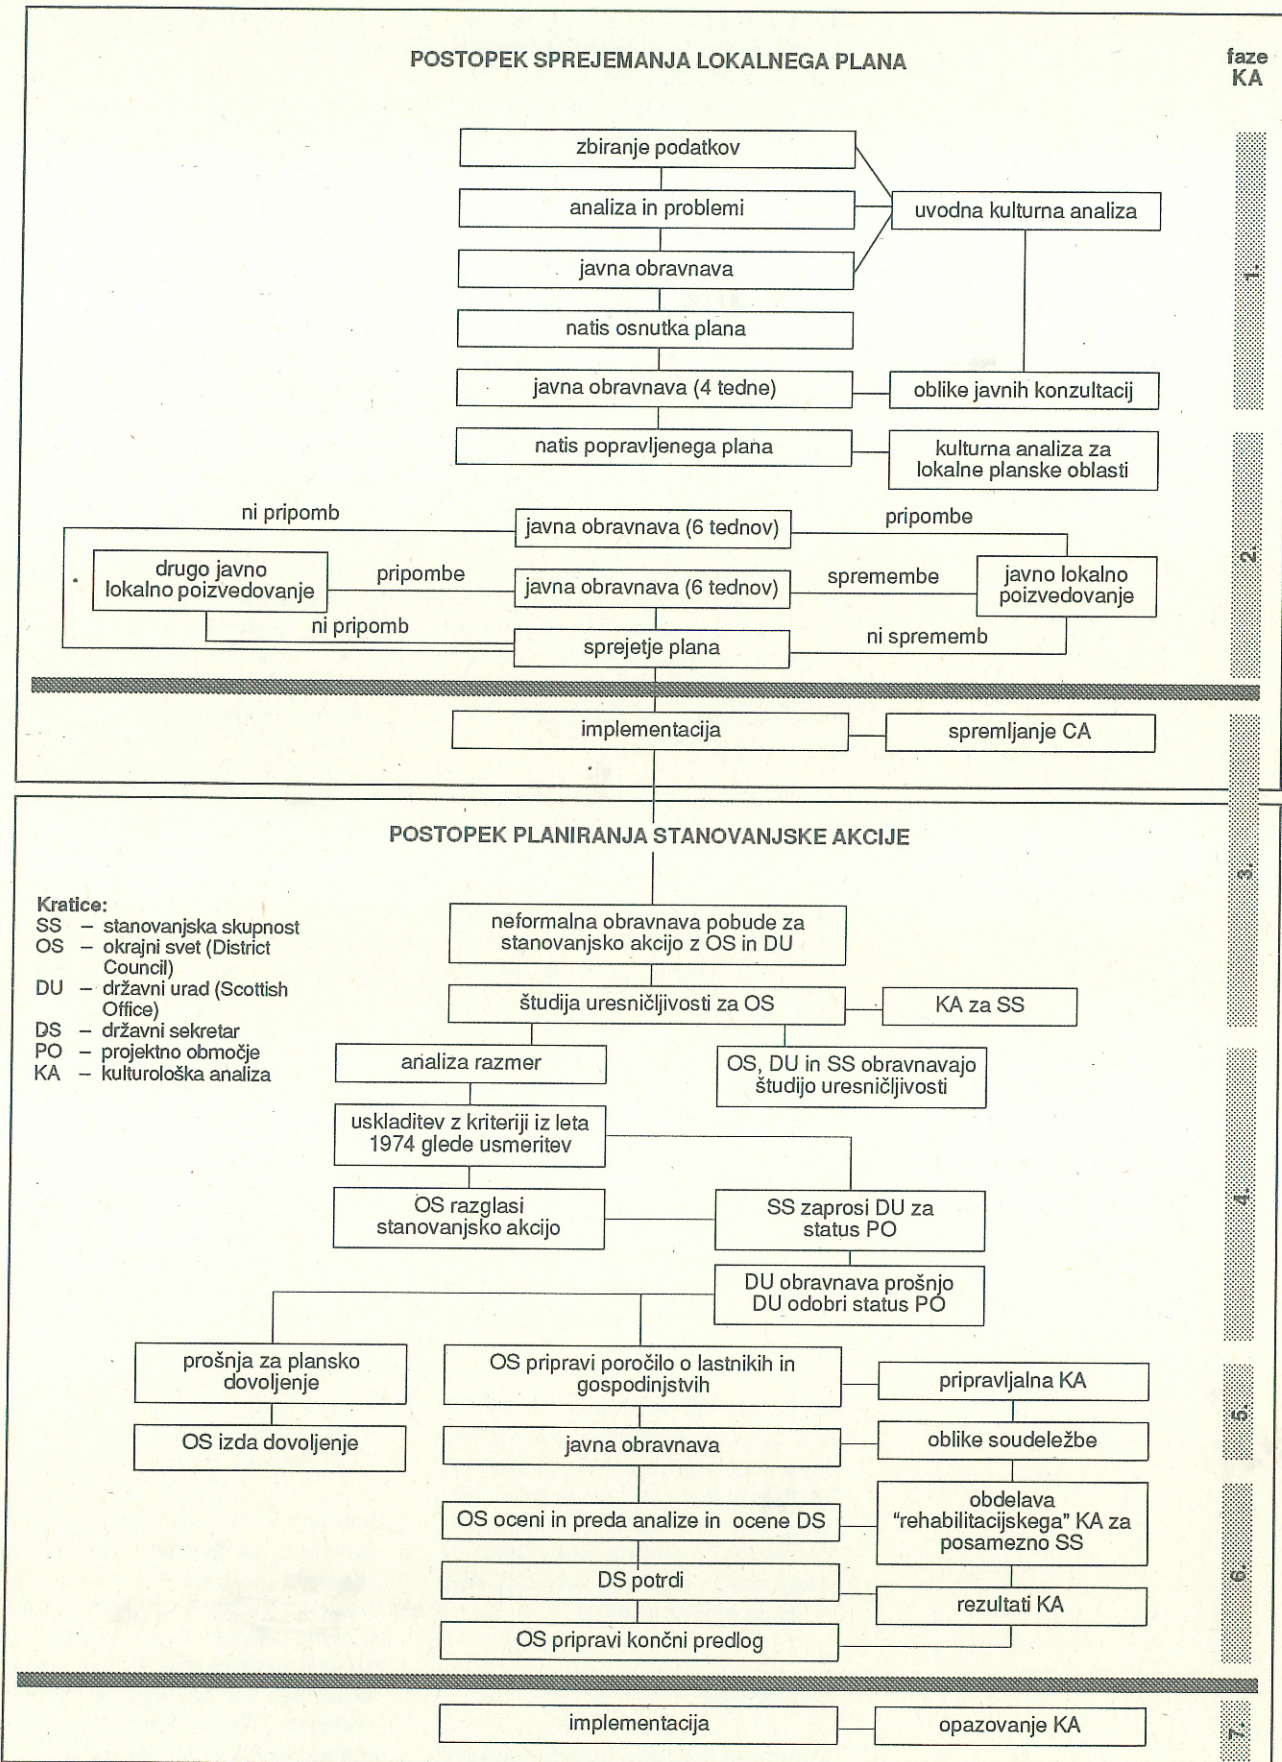 POSTOPEK SPREJEMANJA LOKALNEGA PLANA
faze
KA
zbiranje podatkov
analiza in problemi
uvodna kulturna analiza
javna obravnava
1.
natis osnutka plana
javna obravnava (4 tedne)
oblike javnih konzultacij
natis popravljenega plana
kulturna analiza za
lokalne planske oblasti
ni pripomb
javna obravnava (6 tednov)
pripombe
2.
drugo javno
lokalno poizvedovanje
pripombe
javna obravnava (6 tednov)
spremembe
javno lokalno
poizvedovanje
ni pripomb
sprejetje plana
ni sprememb
implementacija
spremljanje CA
POSTOPEK PLANIRANJA STANOVANJSKE AKCIJE
3.
Kratice:
SS – stanovanjska skupnost
OS – okrajni svet (District
Council)
DU – državni urad (Scottish
Office)
DS – državni sekretar
PO – projektno območje
KA – kulturološka analiza
neformalna obravnava pobude za
stanovanjsko akcijo z OS in DU
študija uresničljivosti za OS
KA za SS
analiza razmer
OS, DU in SS obravnavajo
študijo uresničljivosti
uskladitev z kriteriji iz leta
1974 glede usmeritev
4.
OS razglasi
stanovanjsko akcijo
SS zaprosi DU za
status PO
DU obravnava prošnjo
DU odobri status PO
prošnja za plansko
dovoljenje
OS pripravi poročilo o lastnikih in
gospodinjstvih
pripravljalna KA
5.
OS izda dovoljenje
javna obravnava
oblike soudeležbe
OS oceni in preda analize in ocene DS
obdelava
"rehabilitacijskega" KA za
posamezno SS
6.
DS potrdi
rezultati KA
OS pripravi končni predlog
implementacija
opazovanje KA
7.